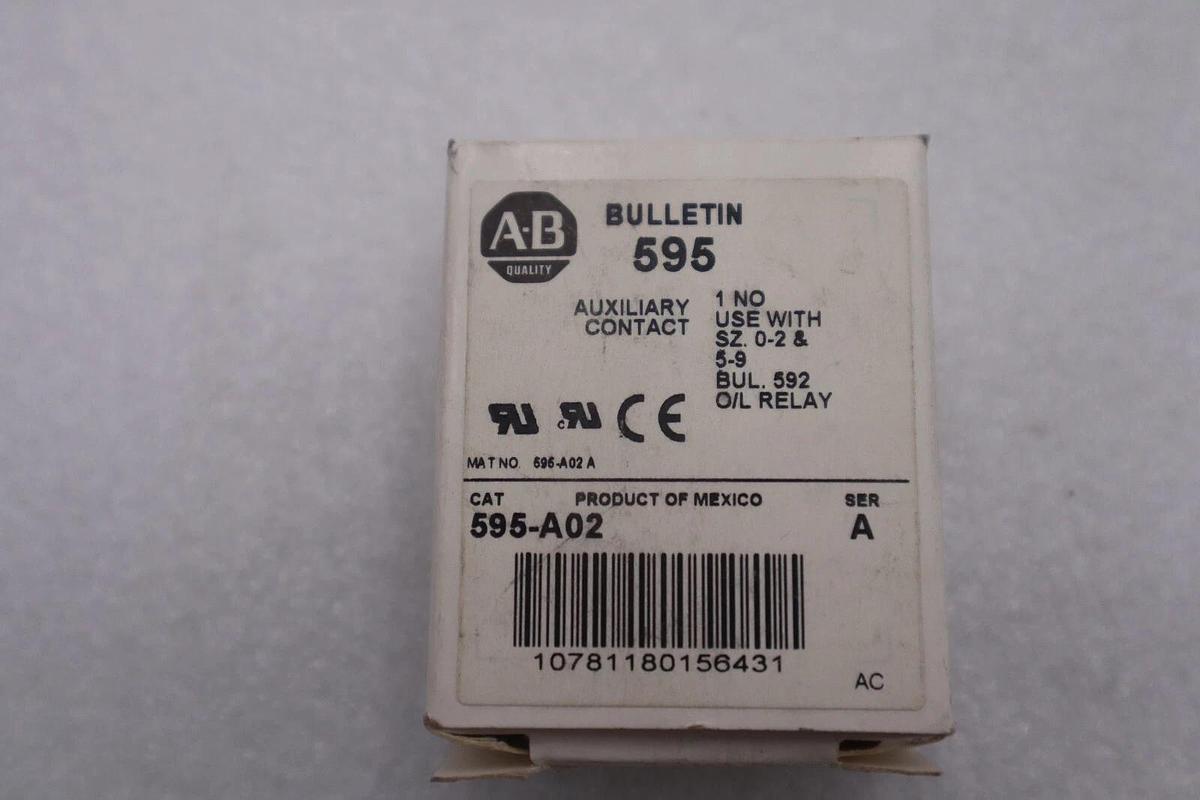 A-B
QUALITY
BULLETIN
595
AUXILIARY
CONTACT
1 NO
USE WITH
SZ. 0-2 &
5-9
BUL. 592
O/L RELAY
MAT NO. 595-A02 A
CAT PRODUCT OF MEXICO SER
595-A02 A
10781180156431
AC